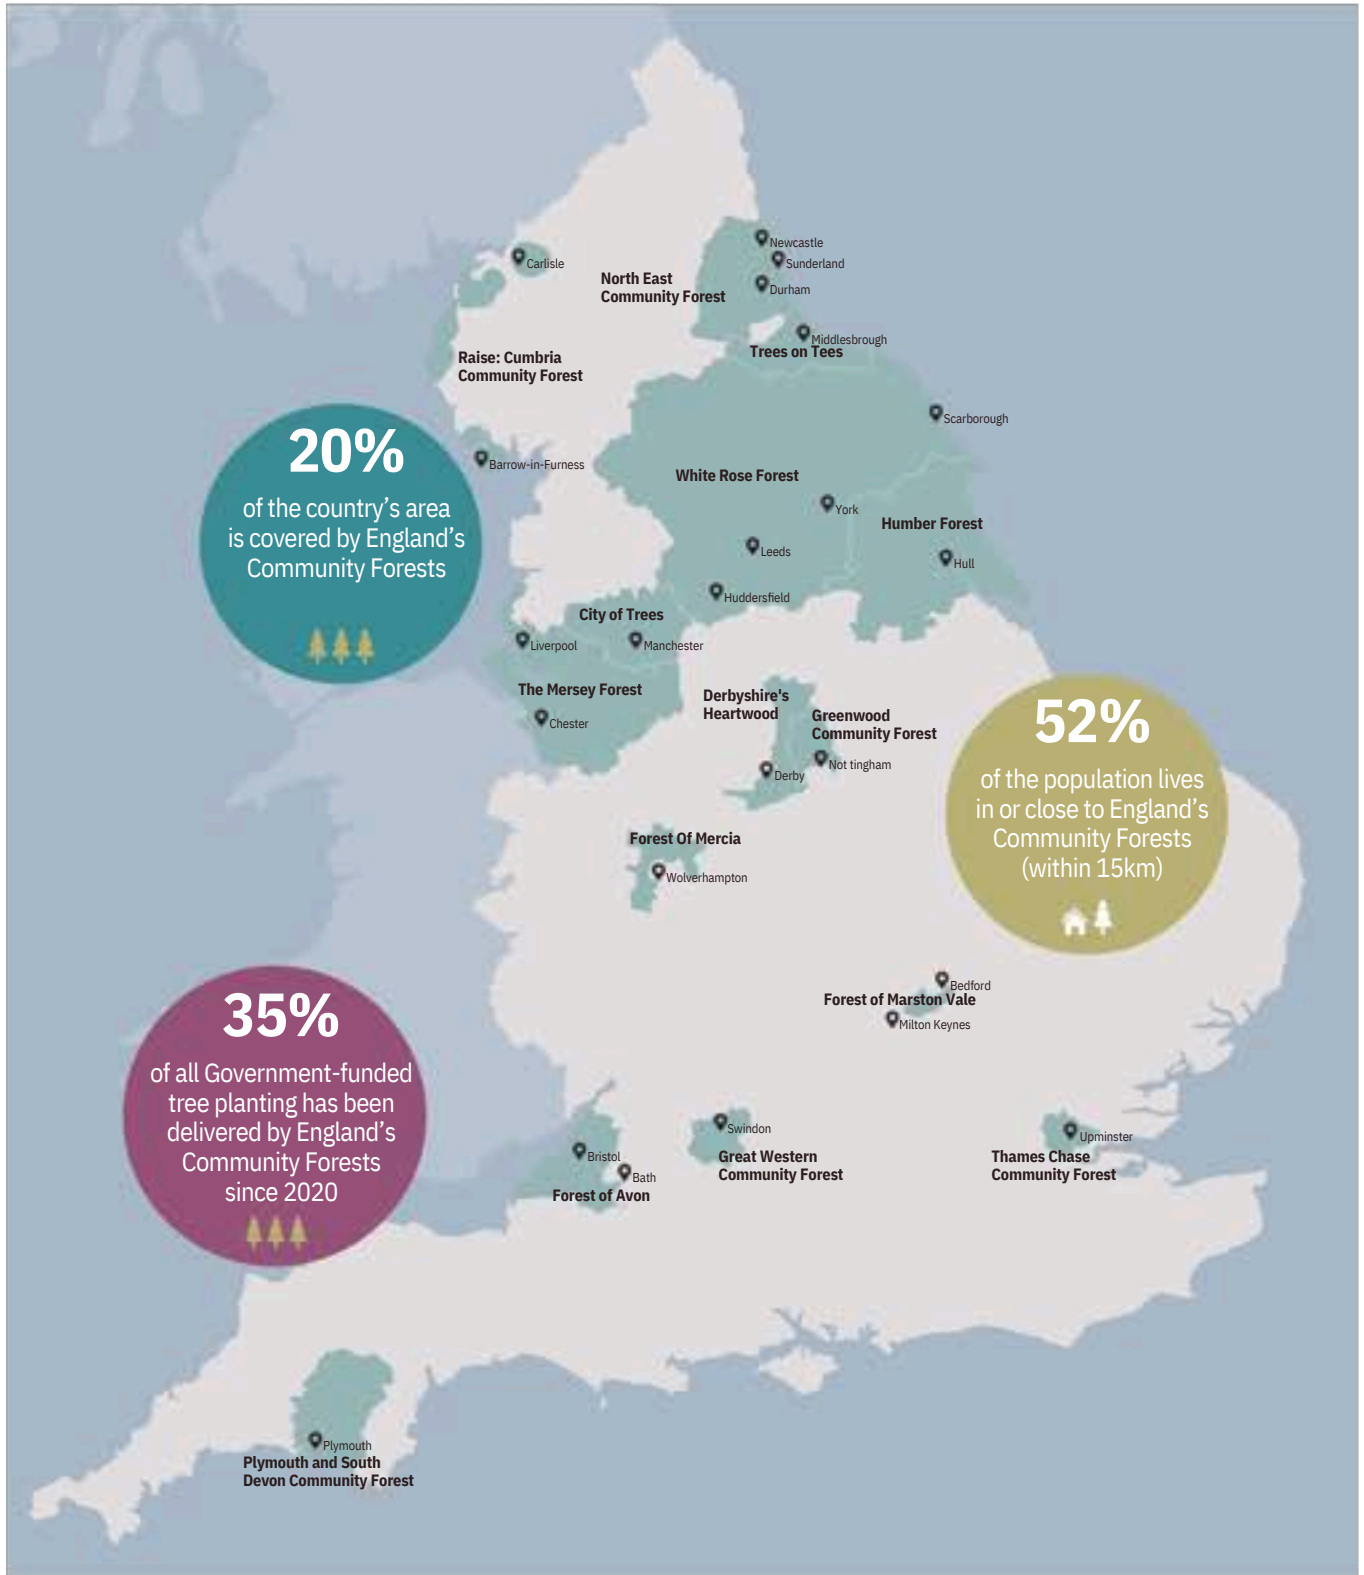 Newcastle
Carlisle
Sunderland
North East
Community Forest
Durham
Middlesbrough
Trees on Tees
Raise: Cumbria
Community Forest
Scarborough
20%
of the country's area
is covered by England's
Community Forests
Barrow-in-Furness
White Rose Forest
York
Humber Forest
Leeds
Hull
Huddersfield
City of Trees
Liverpool
Manchester
The Mersey Forest
Chester
Derbyshire's
Heartwood
Greenwood
Community Forest
Not tingham
Derby
52%
of the population lives
in or close to England's
Community Forests
(within 15km)
Forest Of Mercia
Wolverhampton
Bedford
Forest of Marston Vale
Milton Keynes
35%
of all Government-funded
tree planting has been
delivered by England's
Community Forests
since 2020
Swindon
Great Western
Community Forest
Upminster
Thames Chase
Community Forest
Bristol
Bath
Forest of Avon
Plymouth
Plymouth and South
Devon Community Forest